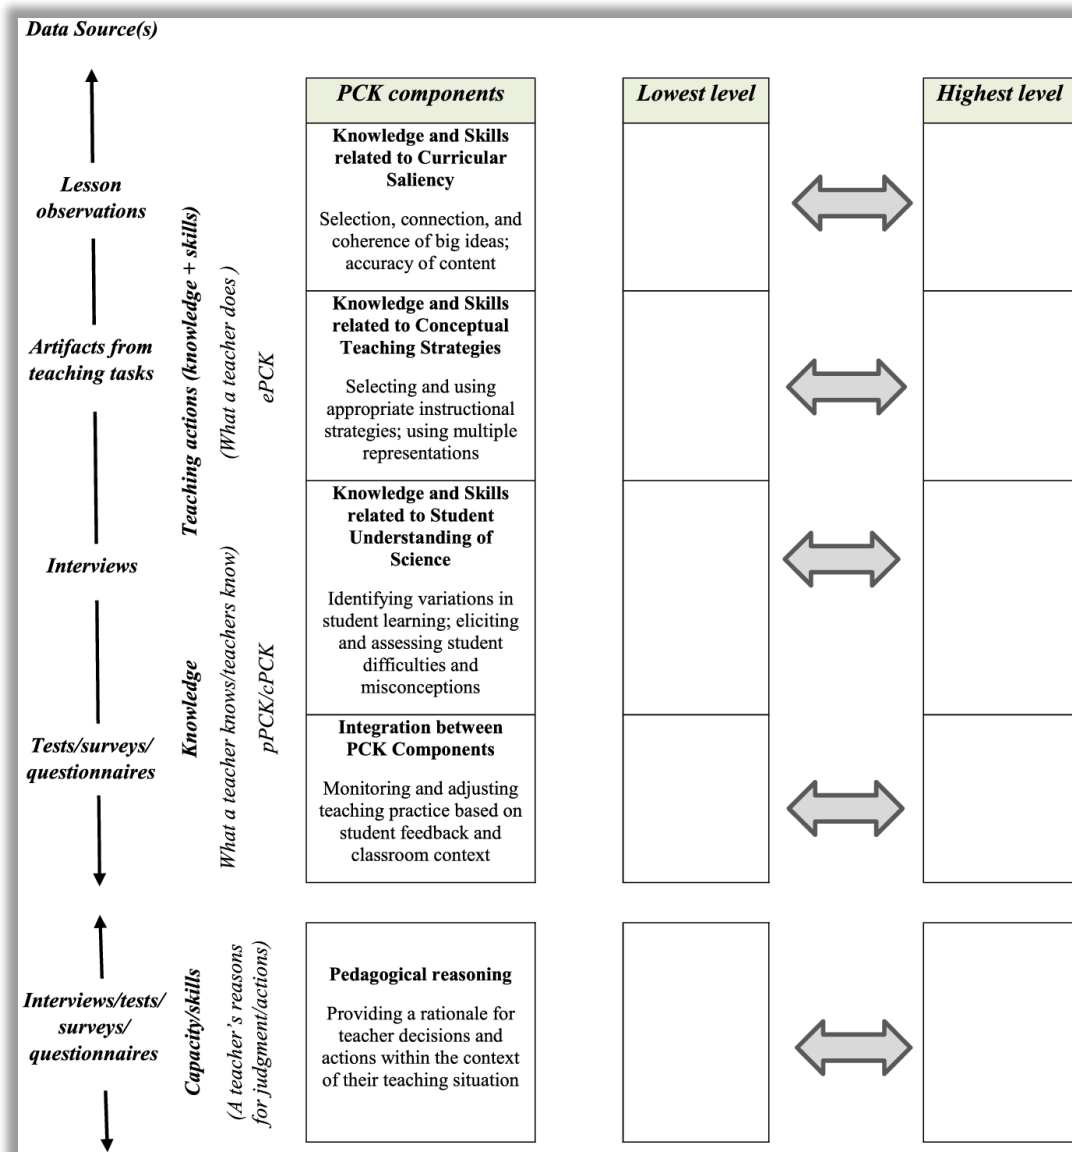 Data Source(s)
PCK components
Lowest level
Highest level
Lesson
observations
Artifacts from
teaching tasks
Interviews
Tests/surveys/
questionnaires
Teaching actions (knowledge + skills)
(What a teacher does )
ePCK
Knowledge
What a teacher knows/teachers know)
pPCK/cPCK
Knowledge and Skills
related to Curricular
Saliency
Selection, connection, and
coherence of big ideas;
accuracy of content
Knowledge and Skills
related to Conceptual
Teaching Strategies
Selecting and using
appropriate instructional
strategies; using multiple
representations
Knowledge and Skills
related to Student
Understanding of
Science
Identifying variations in
student learning; eliciting
and assessing student
difficulties and
misconceptions
Integration between
PCK Components
Monitoring and adjusting
teaching practice based on
student feedback and
classroom context
Interviews/tests/
surveys/
questionnaires
Capacity/skills
(A teacher's reasons
for judgment/actions)
Pedagogical reasoning
Providing a rationale for
teacher decisions and
actions within the context
of their teaching situation